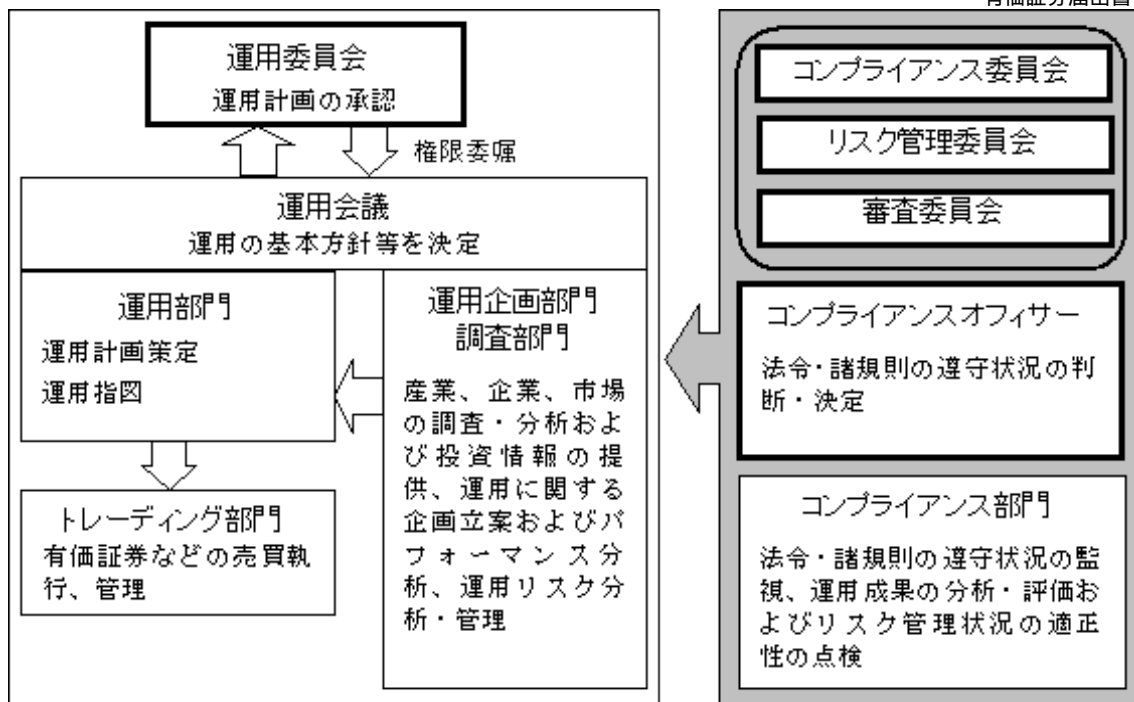 有価証券届出書
運用委員会
運用計画の承認
権限委嘱
運用会議
運用の基本方針等を決定
運用部門
運用計画策定
運用指図
トレーディング部門
有価証券などの売買執
行、管理
運用企画部門
調査部門
産業、企業、市場
の調査・分析およ
び投資情報の提
供、運用に関する
企画立案およびパ
フォーマンス分
析、運用リスク分
析・管理
コンプライアンス委員会
リスク管理委員会
審査委員会
コンプライアンスオフィサー
法令・諸規則の遵守状況の判
断・決定
コンプライアンス部門
法令・諸規則の遵守状況の監
視、運用成果の分析・評価お
よびリスク管理状況の適正
性の点検